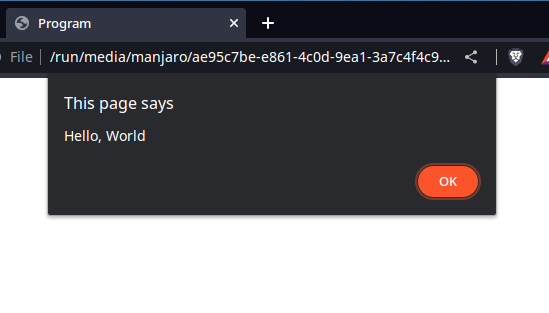 Program
File /run/media/manjaro/ae95c7be-e861-4c0d-9ea1-3a7c4f4c9...
This page says
Hello, World
OK